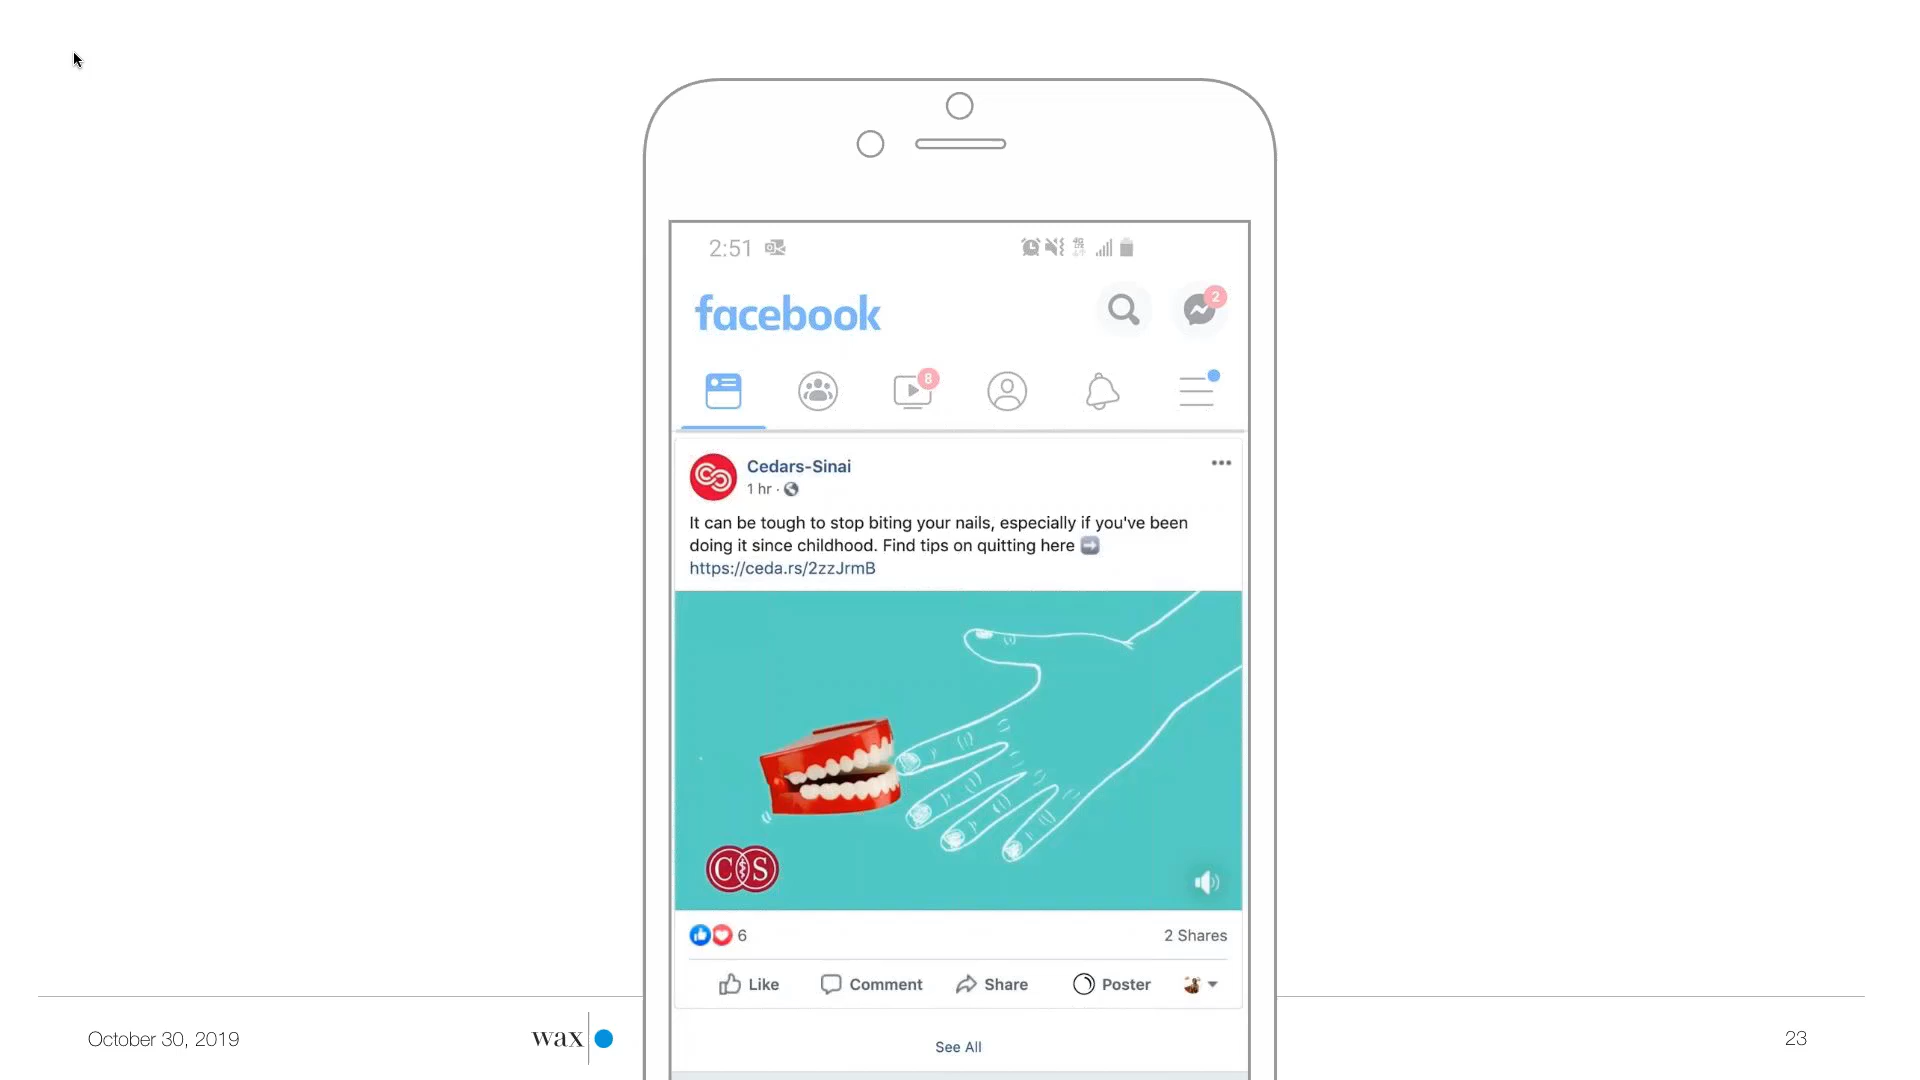 2:51
facebook
2
8
Cedars-Sinai
1 hr ·
It can be tough to stop biting your nails, especially if you've been
doing it since childhood. Find tips on quitting here ➡️
https://ceda.rs/2zzJrmB
CS
6
2 Shares
Like Comment Share Poster
See All
October 30, 2019
wax
23